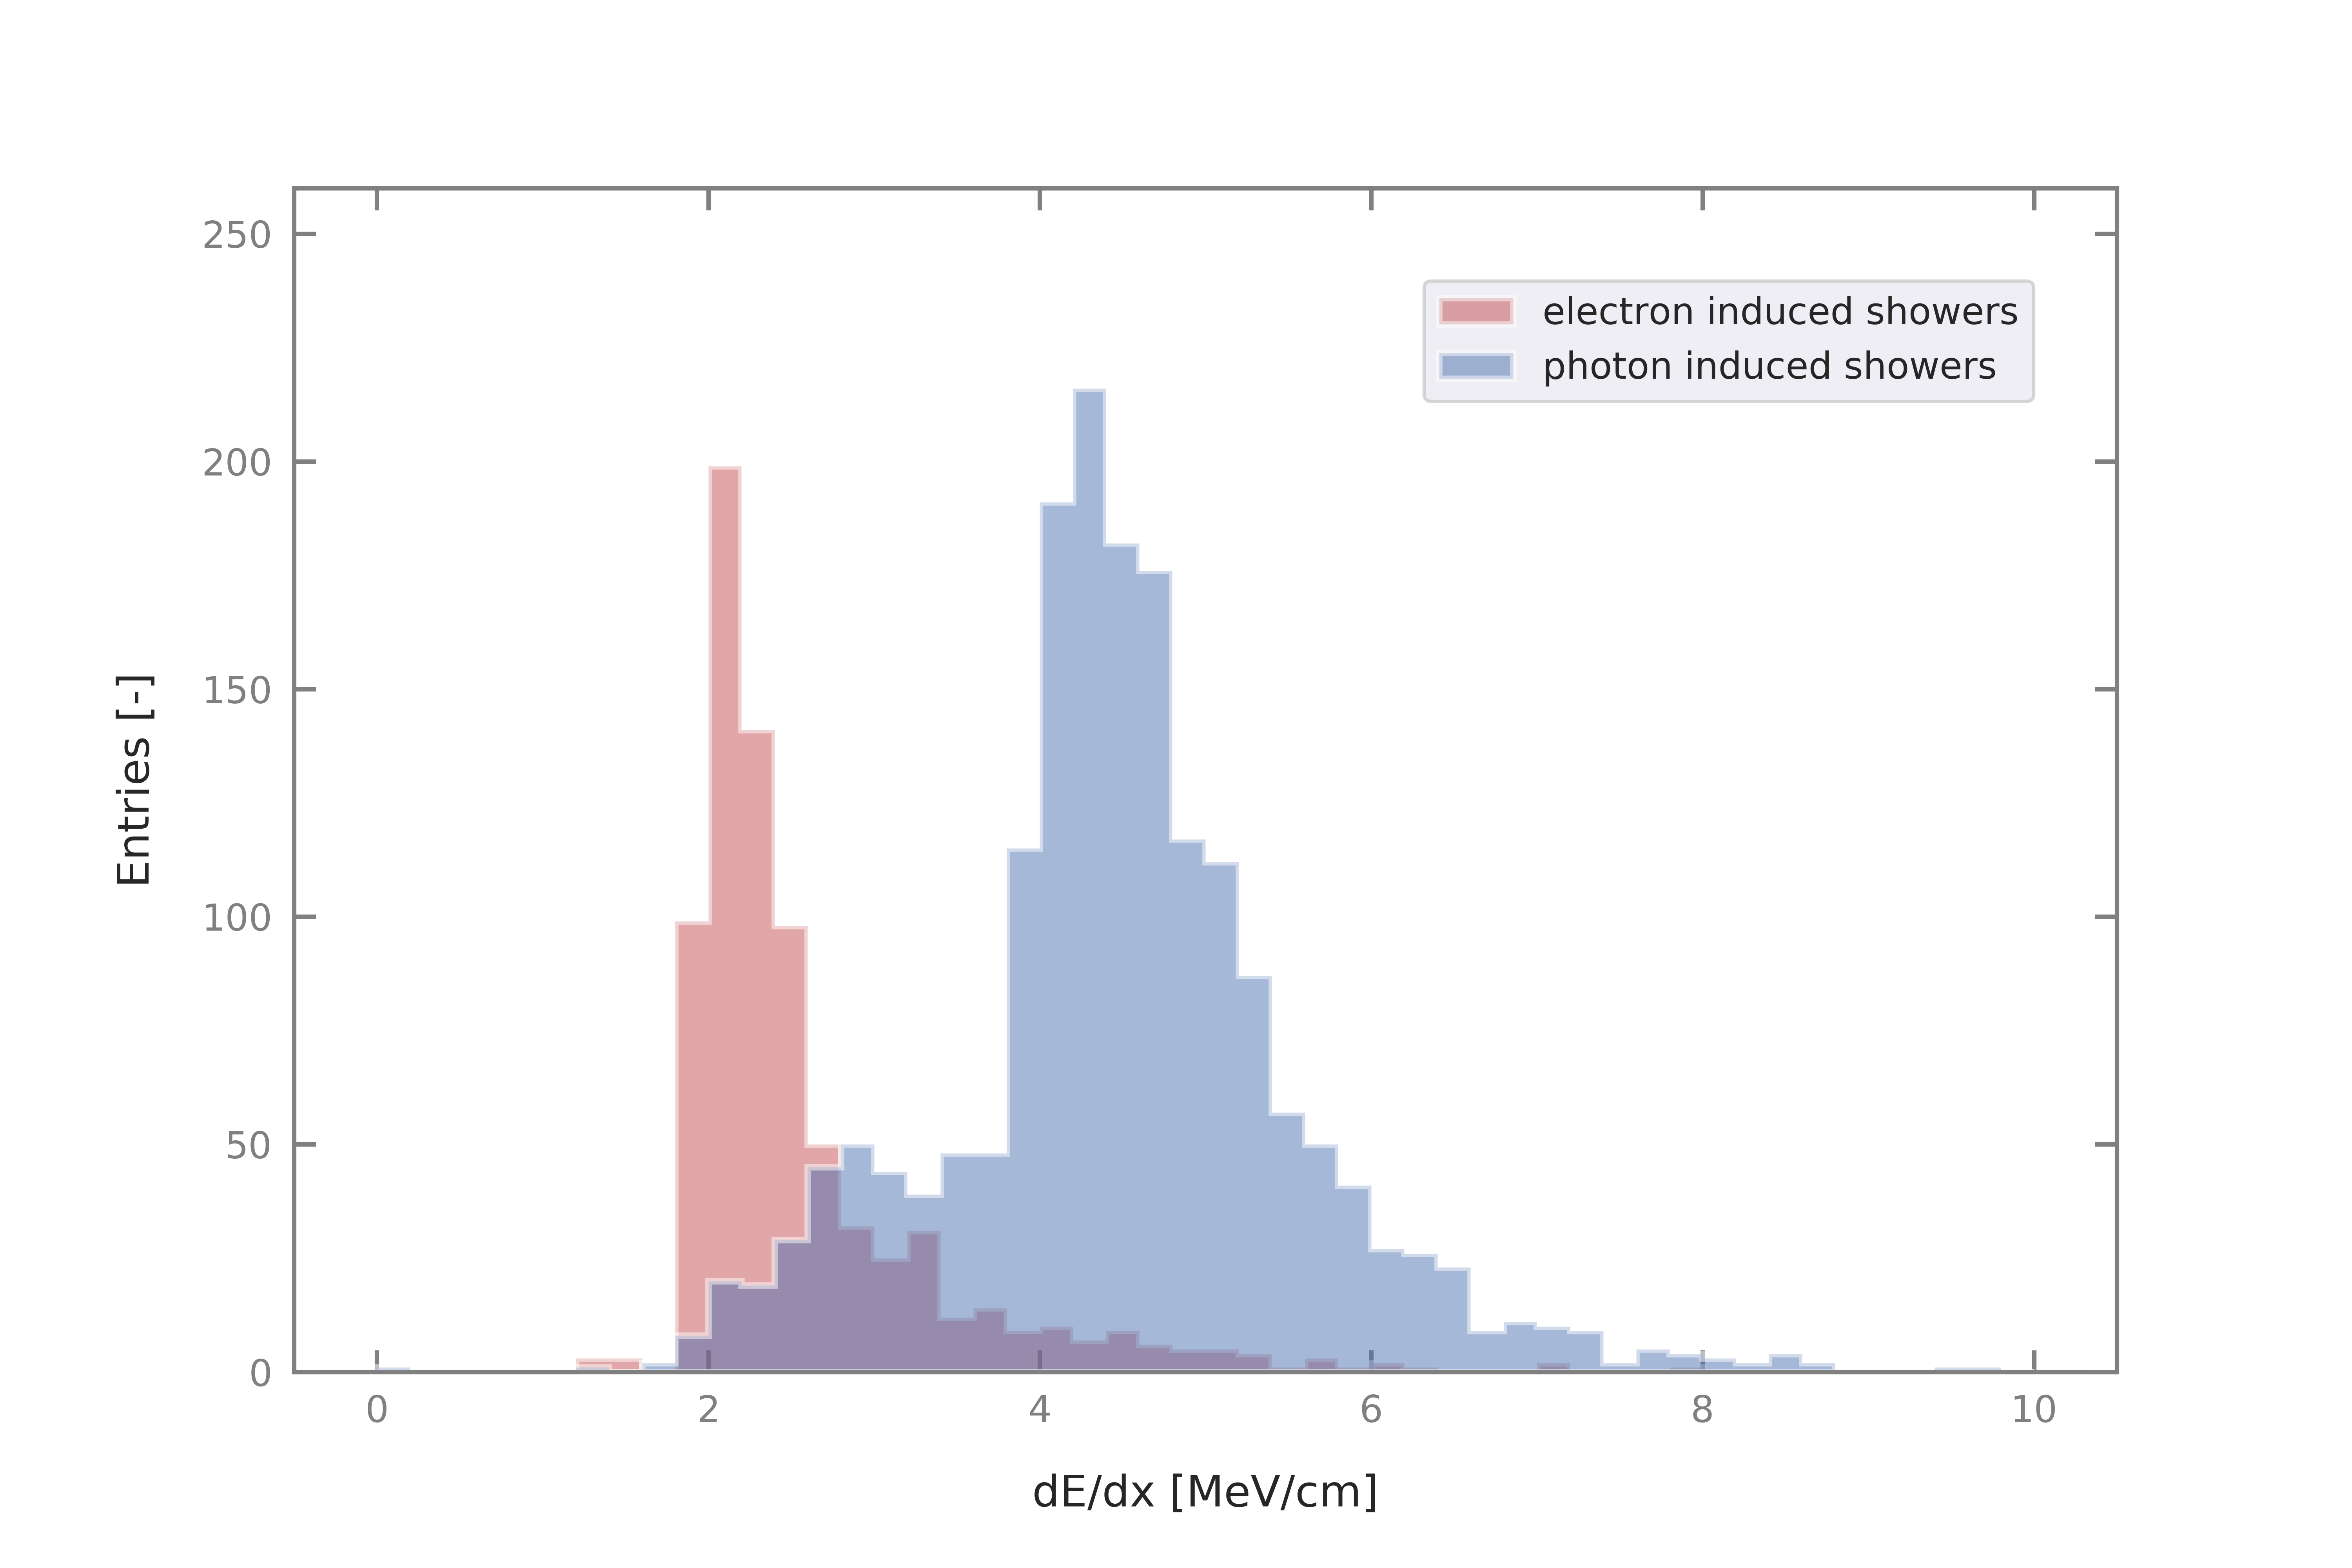 250
200
150
100
50
0
Entries [-]
electron induced showers
photon induced showers
0 2 4 6 8 10
dE/dx [MeV/cm]